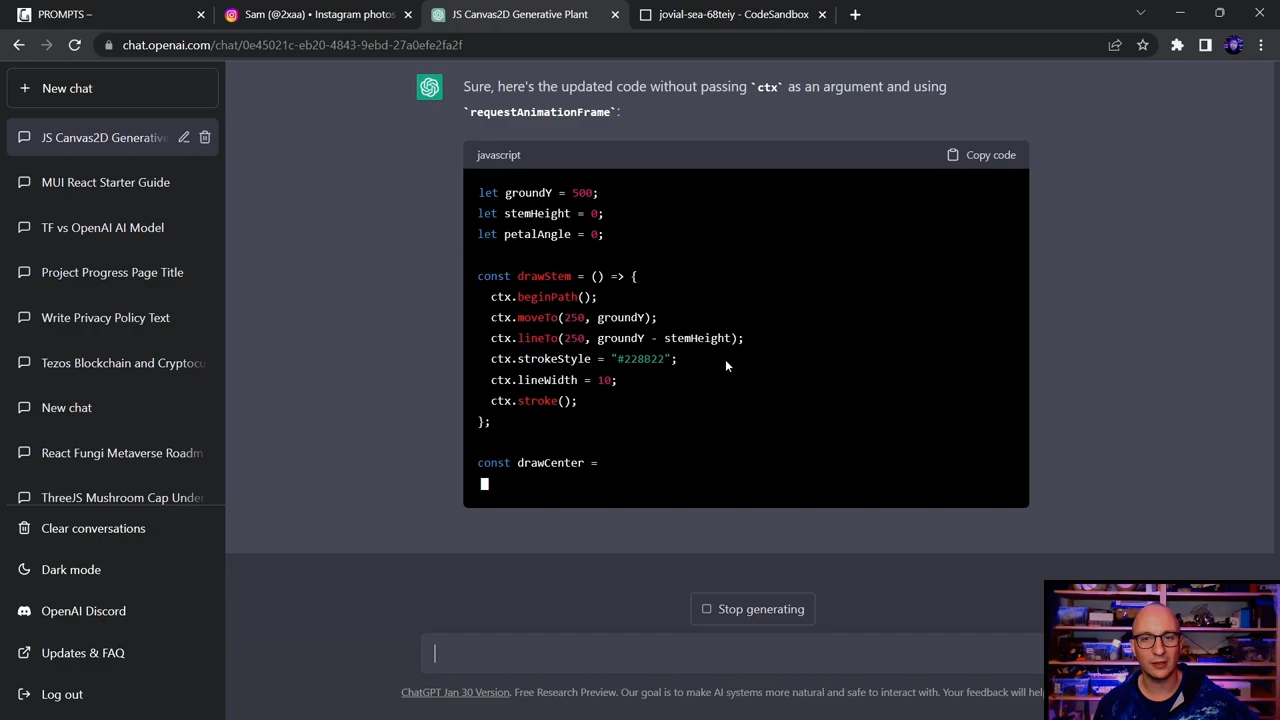 PROMPTS –
Sam (@2xaa) • Instagram photos
JS Canvas2D Generative Plant
jovial-sea-68teiy - CodeSandbox
chat.openai.com/chat/0e45021c-eb20-4843-9ebd-27a0efe2fa2f
New chat
JS Canvas2D Generative
MUI React Starter Guide
TF vs OpenAI AI Model
Project Progress Page Title
Write Privacy Policy Text
Tezos Blockchain and Cryptocu
New chat
React Fungi Metaverse Roadm
ThreeJS Mushroom Cap Under
Clear conversations
Dark mode
OpenAI Discord
Updates & FAQ
Log out
Sure, here's the updated code without passing `ctx` as an argument and using
`requestAnimationFrame`:
javascript
Copy code
let groundY = 500;
let stemHeight = 0;
let petalAngle = 0;
const drawStem = () => {
ctx.beginPath();
ctx.moveTo(250, groundY);
ctx.lineTo(250, groundY - stemHeight);
ctx.strokeStyle = "#228B22";
ctx.lineWidth = 10;
ctx.stroke();
};
const drawCenter =
Stop generating
ChatGPT Jan 30 Version. Free Research Preview. Our goal is to make AI systems more natural and safe to interact with. Your feedback will hel